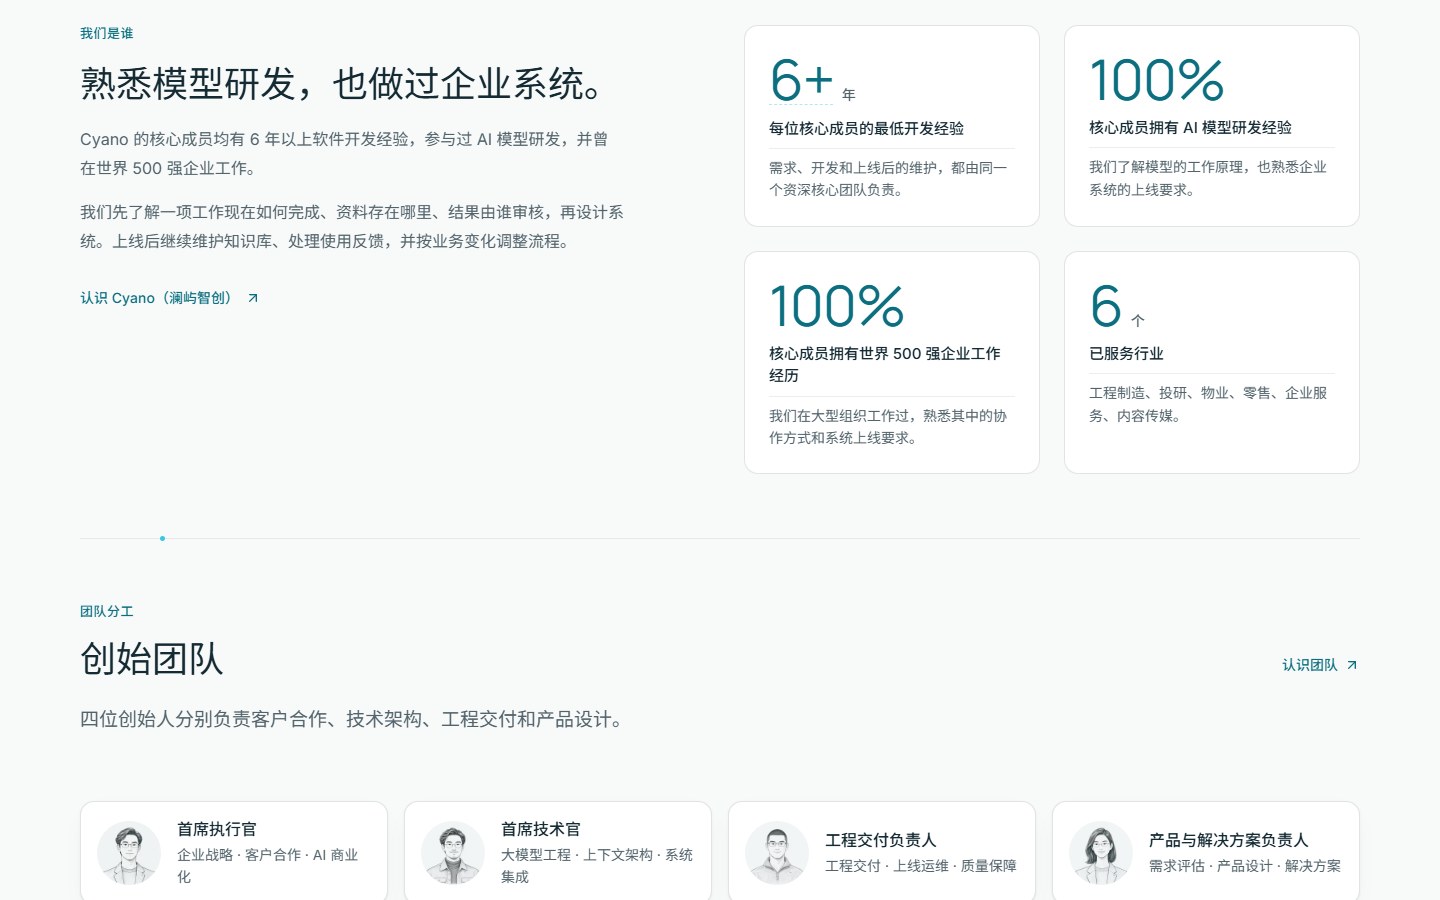 我们是谁
熟悉模型研发，也做过企业系统。
Cyano 的核心成员均有 6 年以上软件开发经验，参与过 AI 模型研发，并曾
在世界 500 强企业工作。
我们先了解一项工作现在如何完成、资料存在哪里、结果由谁审核，再设计系
统。上线后继续维护知识库、处理使用反馈，并按业务变化调整流程。
认识 Cyano（澜屿智创）
6+ 年
每位核心成员的最低开发经验
需求、开发和上线后的维护，都由同一
个资深核心团队负责。
100%
核心成员拥有 AI 模型研发经验
我们了解模型的工作原理，也熟悉企业
系统的上线要求。
100%
核心成员拥有世界 500 强企业工作
经历
我们在大型组织工作过，熟悉其中的协
作方式和系统上线要求。
6 个
已服务行业
工程制造、投研、物业、零售、企业服
务、内容传媒。
团队分工
创始团队
认识团队
四位创始人分别负责客户合作、技术架构、工程交付和产品设计。
首席执行官
企业战略 · 客户合作 · AI 商业
化
首席技术官
大模型工程 · 上下文架构 · 系统
集成
工程交付负责人
工程交付 · 上线运维 · 质量保障
产品与解决方案负责人
需求评估 · 产品设计 · 解决方案